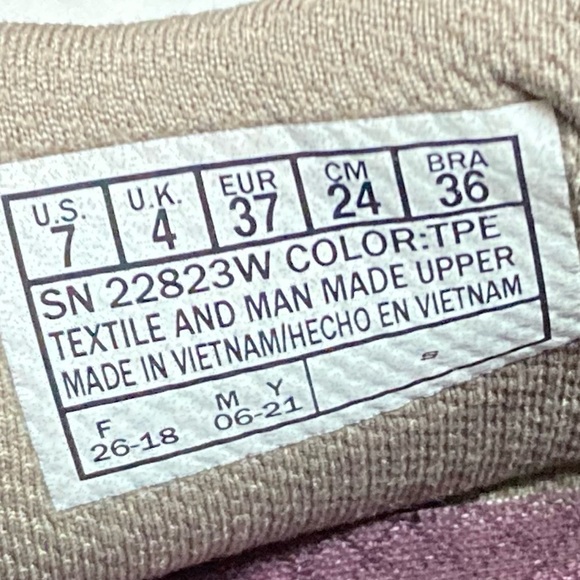 U.S. U.K. EUR CM BRA
7 4 37 24 36
SN 22823W COLOR:TPE
TEXTILE AND MAN MADE UPPER
MADE IN VIETNAM/HECHO EN VIETNAM
F M Y
26-18 06-21